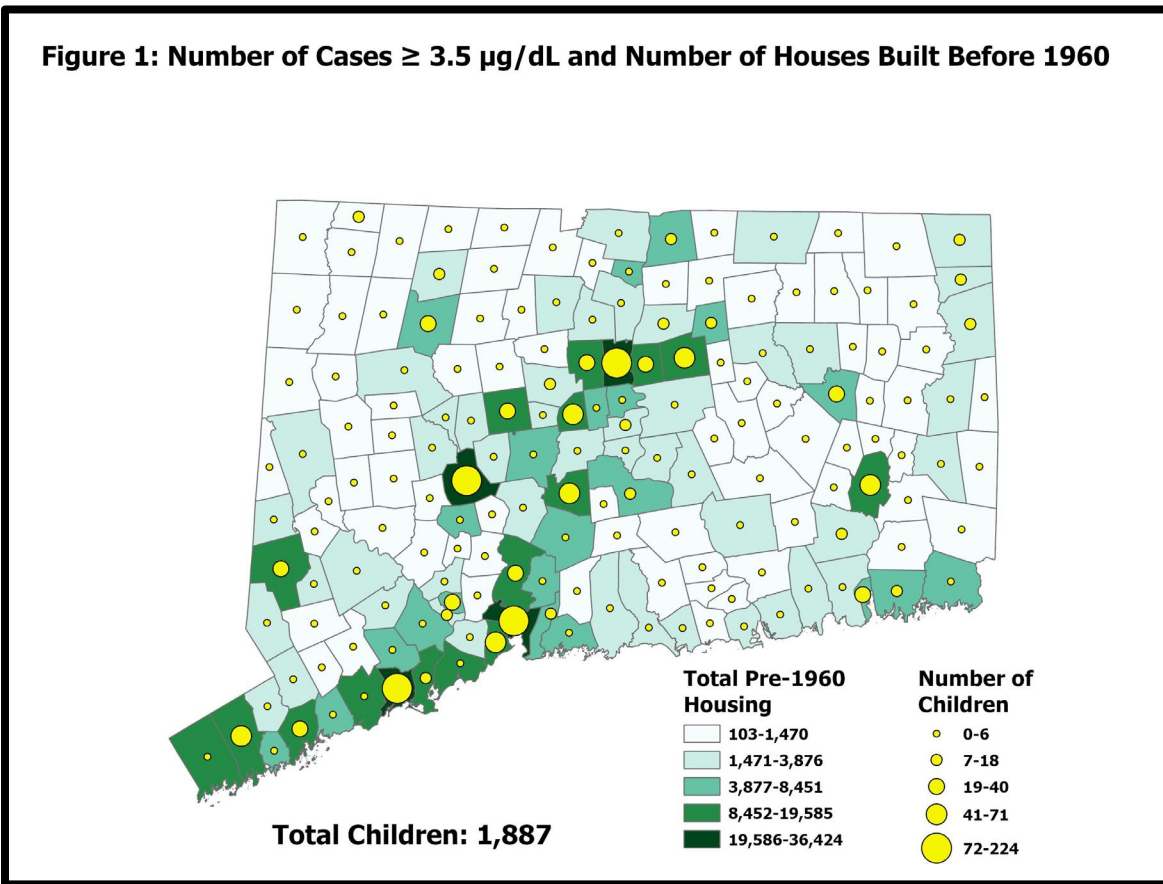 Figure 1: Number of Cases ≥ 3.5 µg/dL and Number of Houses Built Before 1960
Total Pre-1960
Housing
103-1,470
1,471-3,876
3,877-8,451
8,452-19,585
19,586-36,424
Number of
Children
0-6
7-18
19-40
41-71
72-224
Total Children: 1,887